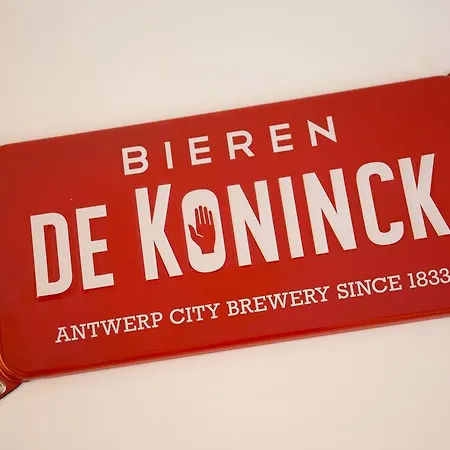 BIEREN
DE KONINCK
ANTWERP CITY BREWERY SINCE 1833